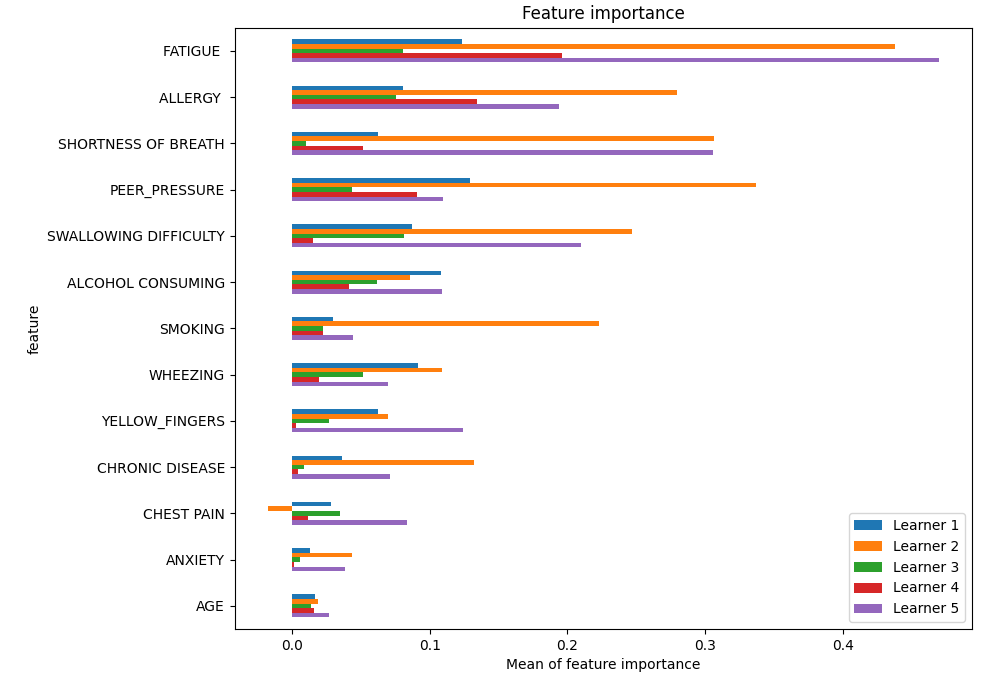 Feature importance
FATIGUE
ALLERGY
SHORTNESS OF BREATH
PEER_PRESSURE
SWALLOWING DIFFICULTY
ALCOHOL CONSUMING
SMOKING
WHEEZING
YELLOW_FINGERS
CHRONIC DISEASE
CHEST PAIN
ANXIETY
AGE
feature
Learner 1
Learner 2
Learner 3
Learner 4
Learner 5
0.0 0.1 0.2 0.3 0.4
Mean of feature importance